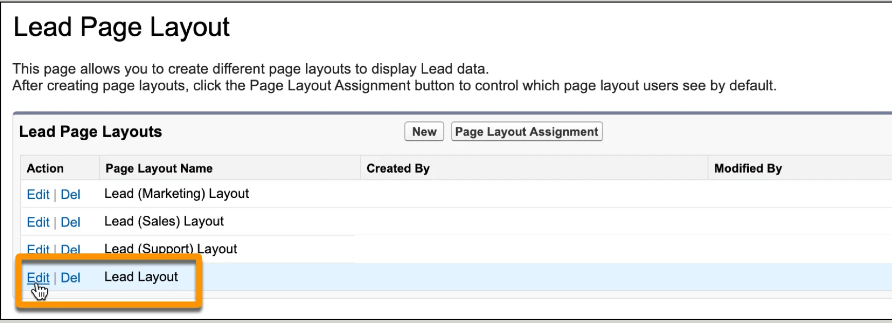 Lead Page Layout
This page allows you to create different page layouts to display Lead data.
After creating page layouts, click the Page Layout Assignment button to control which page layout users see by default.
Lead Page Layouts New Page Layout Assignment
Action Page Layout Name Created By Modified By
Edit | Del Lead (Marketing) Layout
Edit | Del Lead (Sales) Layout
Edit | Del Lead (Support) Layout
Edit | Del Lead Layout